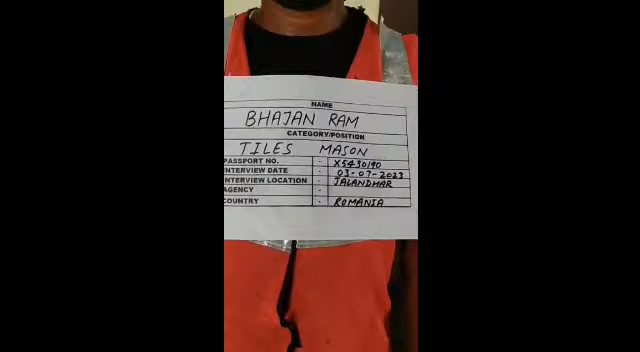 NAME
BHAJAN RAM
CATEGORY/POSITION
TILES MASON
PASSPORT NO. - X5430190
INTERVIEW DATE - 03-07-2023
INTERVIEW LOCATION - JALANDHAR
AGENCY -
COUNTRY - ROMANIA